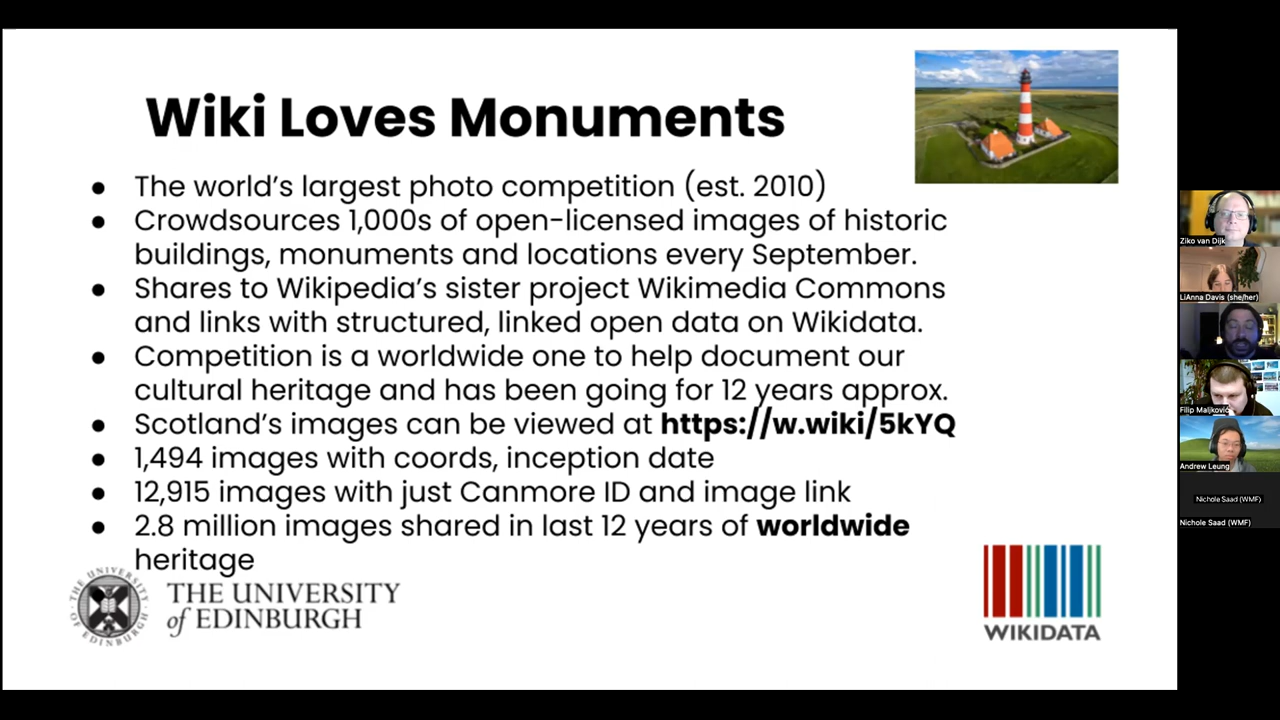 Wiki Loves Monuments
● The world's largest photo competition (est. 2010)
● Crowdsources 1,000s of open-licensed images of historic
buildings, monuments and locations every September.
● Shares to Wikipedia's sister project Wikimedia Commons
and links with structured, linked open data on Wikidata.
● Competition is a worldwide one to help document our
cultural heritage and has been going for 12 years approx.
● Scotland's images can be viewed at https://w.wiki/5kYQ
● 1,494 images with coords, inception date
● 12,915 images with just Canmore ID and image link
● 2.8 million images shared in last 12 years of worldwide
heritage
THE UNIVERSITY
of EDINBURGH
THE UNIVERSITY OF EDINBURGH
WIKIDATA
Ziko van Dijk
LiAnna Davis (she/her)
Filip Maljković
Andrew Leung
Nichole Saad (WMF)
Nichole Saad (WMF)